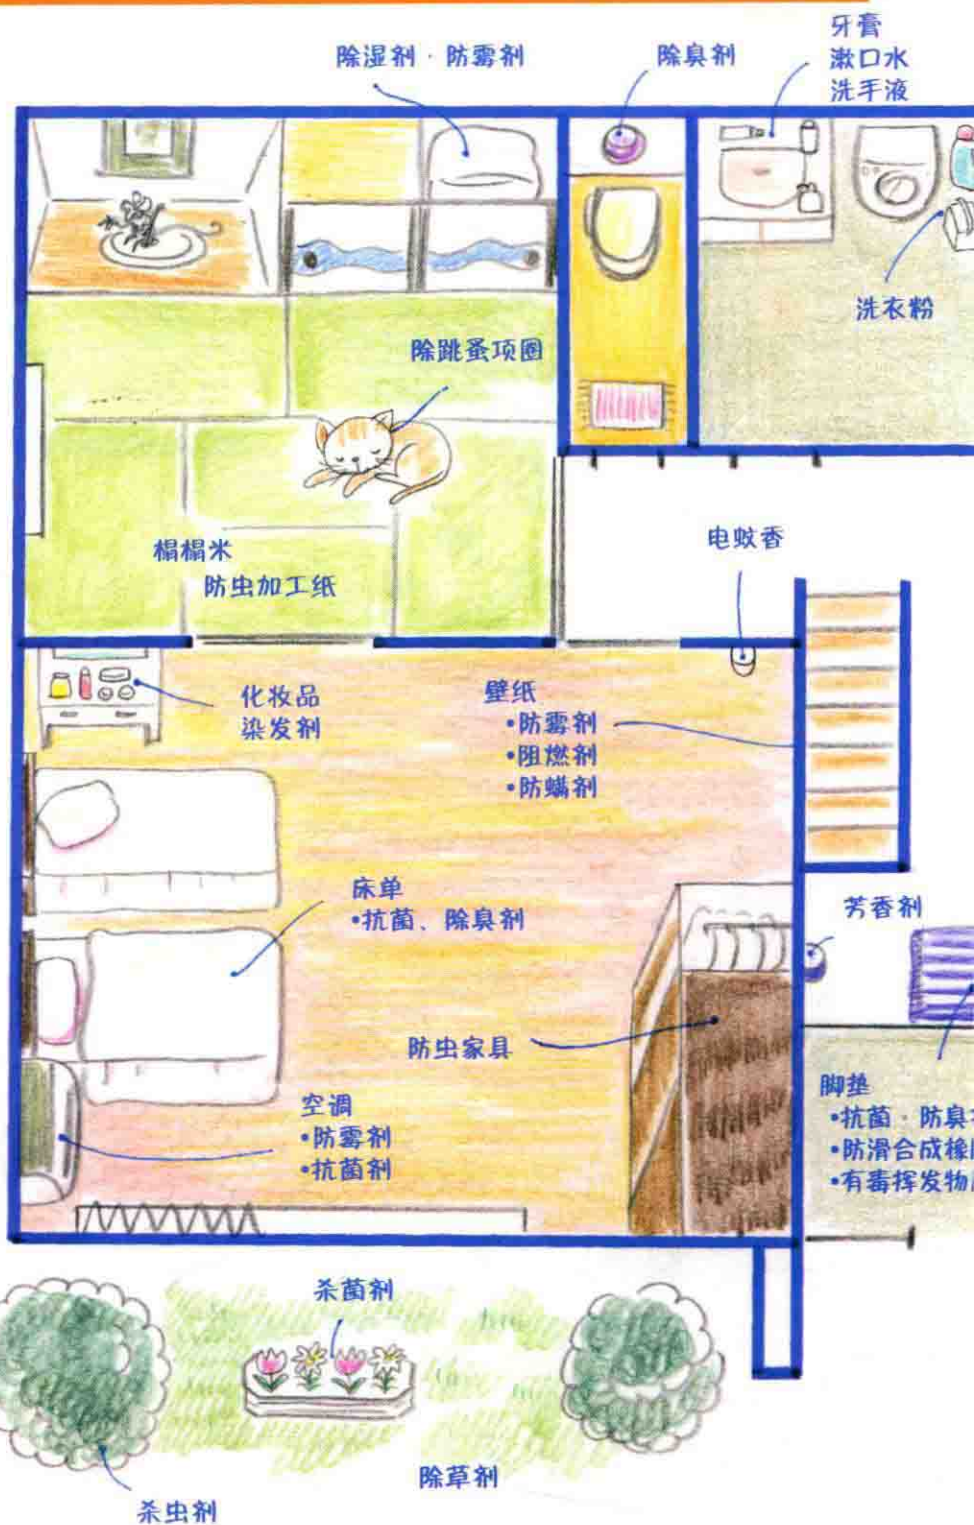 除湿剂·防霉剂
除臭剂
牙膏
漱口水
洗手液
洗衣粉
除跳蚤项圈
榻榻米
防虫加工纸
电蚊香
化妆品
染发剂
壁纸
•防霉剂
•阻燃剂
•防螨剂
床单
•抗菌、除臭剂
芳香剂
防虫家具
脚垫
•抗菌·防臭
•防滑合成橡
•有毒挥发物
空调
•防霉剂
•抗菌剂
杀菌剂
除草剂
杀虫剂